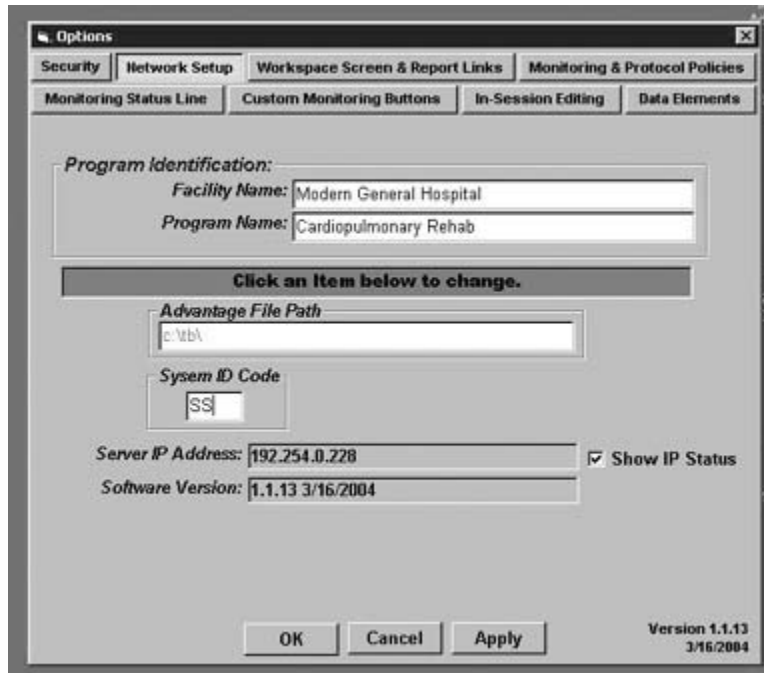 Options
Security Network Setup Workspace Screen & Report Links Monitoring & Protocol Policies
Monitoring Status Line Custom Monitoring Buttons In-Session Editing Data Elements
Program Identification:
Facility Name: Modern General Hospital
Program Name: Cardiopulmonary Rehab
Click an Item below to change.
Advantage File Path
c:\tb\
Sysem ID Code
SS
Server IP Address: 192.254.0.228 Show IP Status
Software Version: 1.1.13 3/16/2004
OK Cancel Apply
Version 1.1.13
3/16/2004